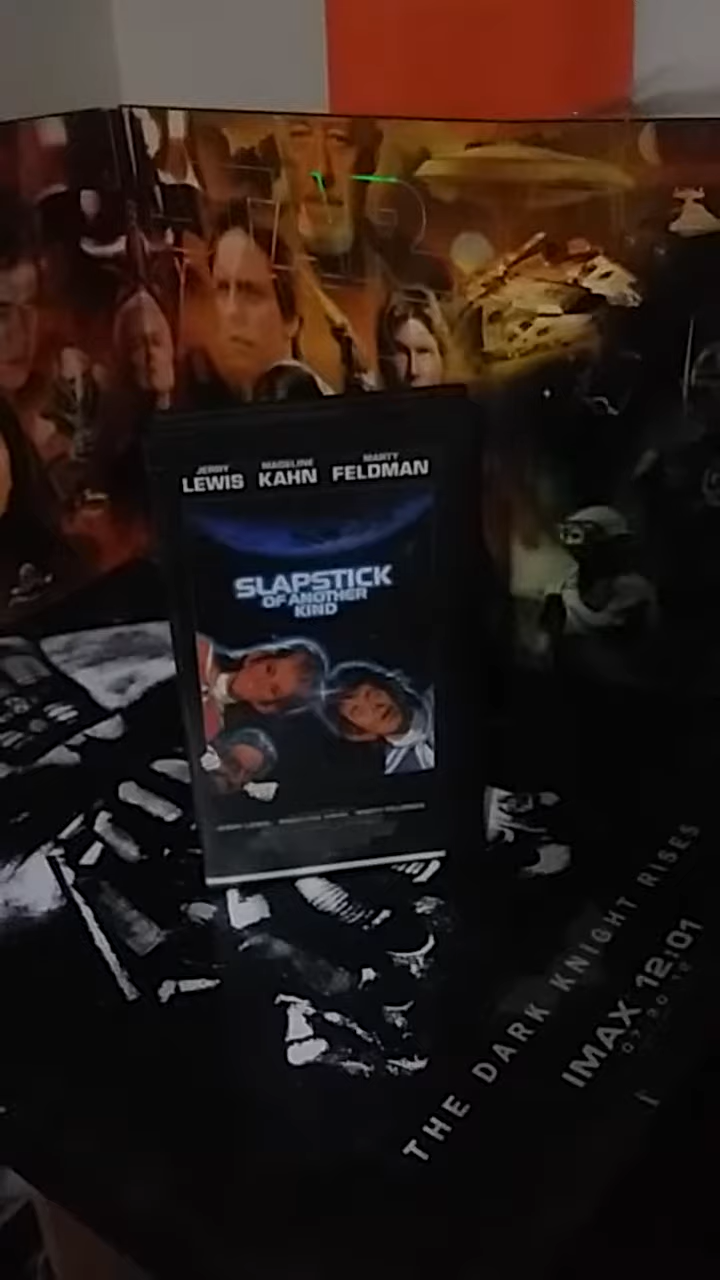 JERRY MADELINE MARTY
LEWIS KAHN FELDMAN
SLAPSTICK
OF ANOTHER
KIND
THE DARK KNIGHT RISES
IMAX 12:01